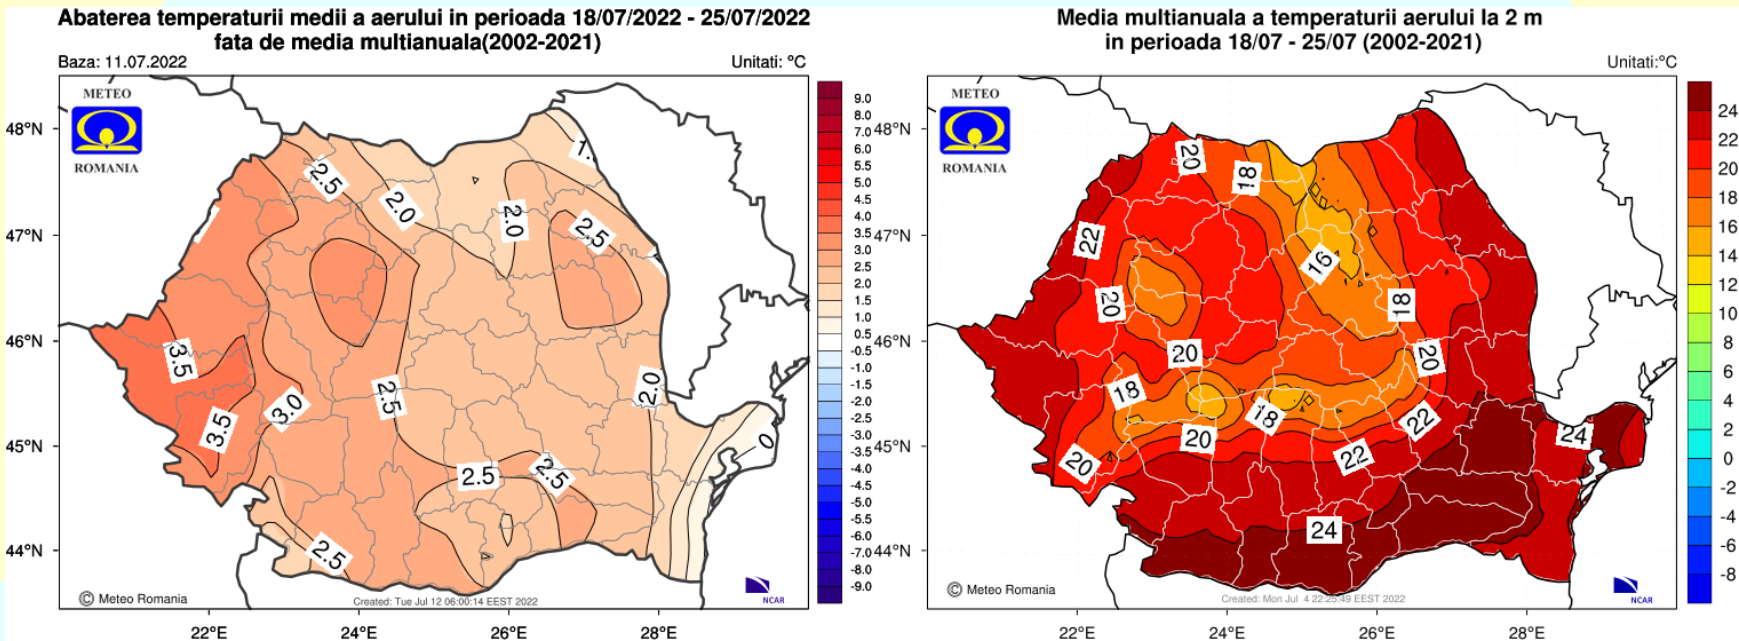 Abaterea temperaturii medii a aerului in perioada 18/07/2022 - 25/07/2022
fata de media multianuala(2002-2021)
Baza: 11.07.2022
Unitati: °C
METEO
ROMANIA
48°N
47°N
46°N
45°N
44°N
22°E
24°E
26°E
28°E
2.5
2.0
2.0
1.
2.5
3.5
3.5
3.0
2.5
2.0
0
2.5
2.5
2.5
9.0
8.0
7.0
6.0
5.5
5.0
4.5
4.0
3.5
3.0
2.5
2.0
1.5
1.0
0.5
-0.5
-1.0
-1.5
-2.0
-2.5
-3.0
-3.5
-4.0
-4.5
-5.0
-5.5
-6.0
-7.0
-8.0
-9.0
© Meteo Romania
Created: Tue Jul 12 06:00:14 EEST 2022
NCAR
Media multianuala a temperaturii aerului la 2 m
in perioada 18/07 - 25/07 (2002-2021)
Unitati:°C
METEO
ROMANIA
48°N
47°N
46°N
45°N
44°N
22°E
24°E
26°E
28°E
20
18
22
16
20
18
20
20
18
18
22
20
22
20
24
24
24
22
20
18
16
14
12
10
8
6
4
2
0
-2
-4
-6
-8
© Meteo Romania
Created: Mon Jul 4 22:25:49 EEST 2022
NCAR